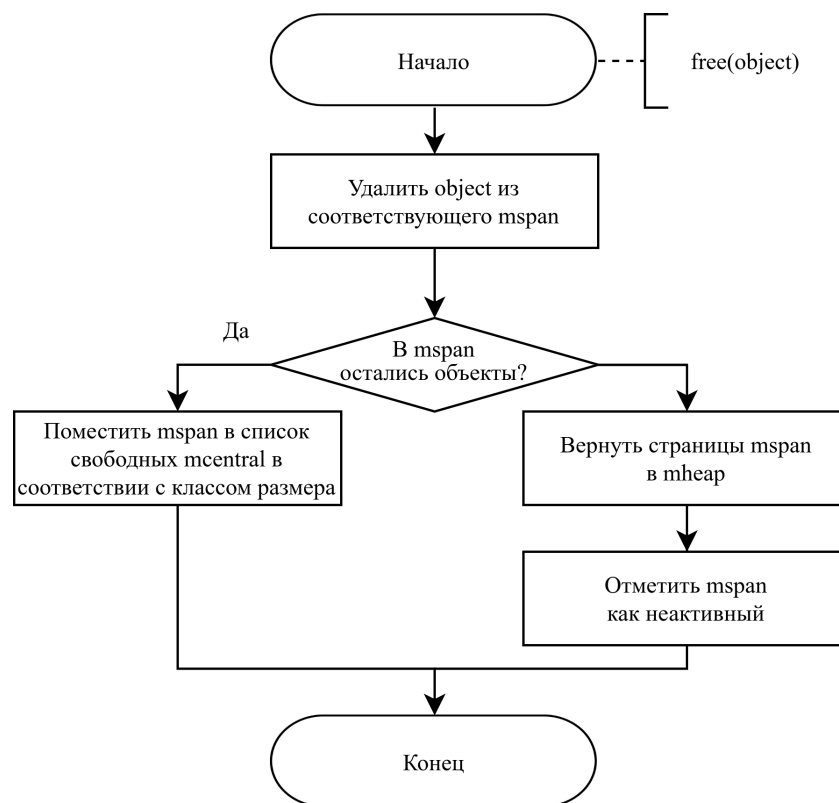 Начало
free(object)
Удалить object из
соответствующего mspan
Да
В mspan
остались объекты?
Поместить mspan в список
свободных mcentral в
соответствии с классом размера
Вернуть страницы mspan
в mheap
Отметить mspan
как неактивный
Конец